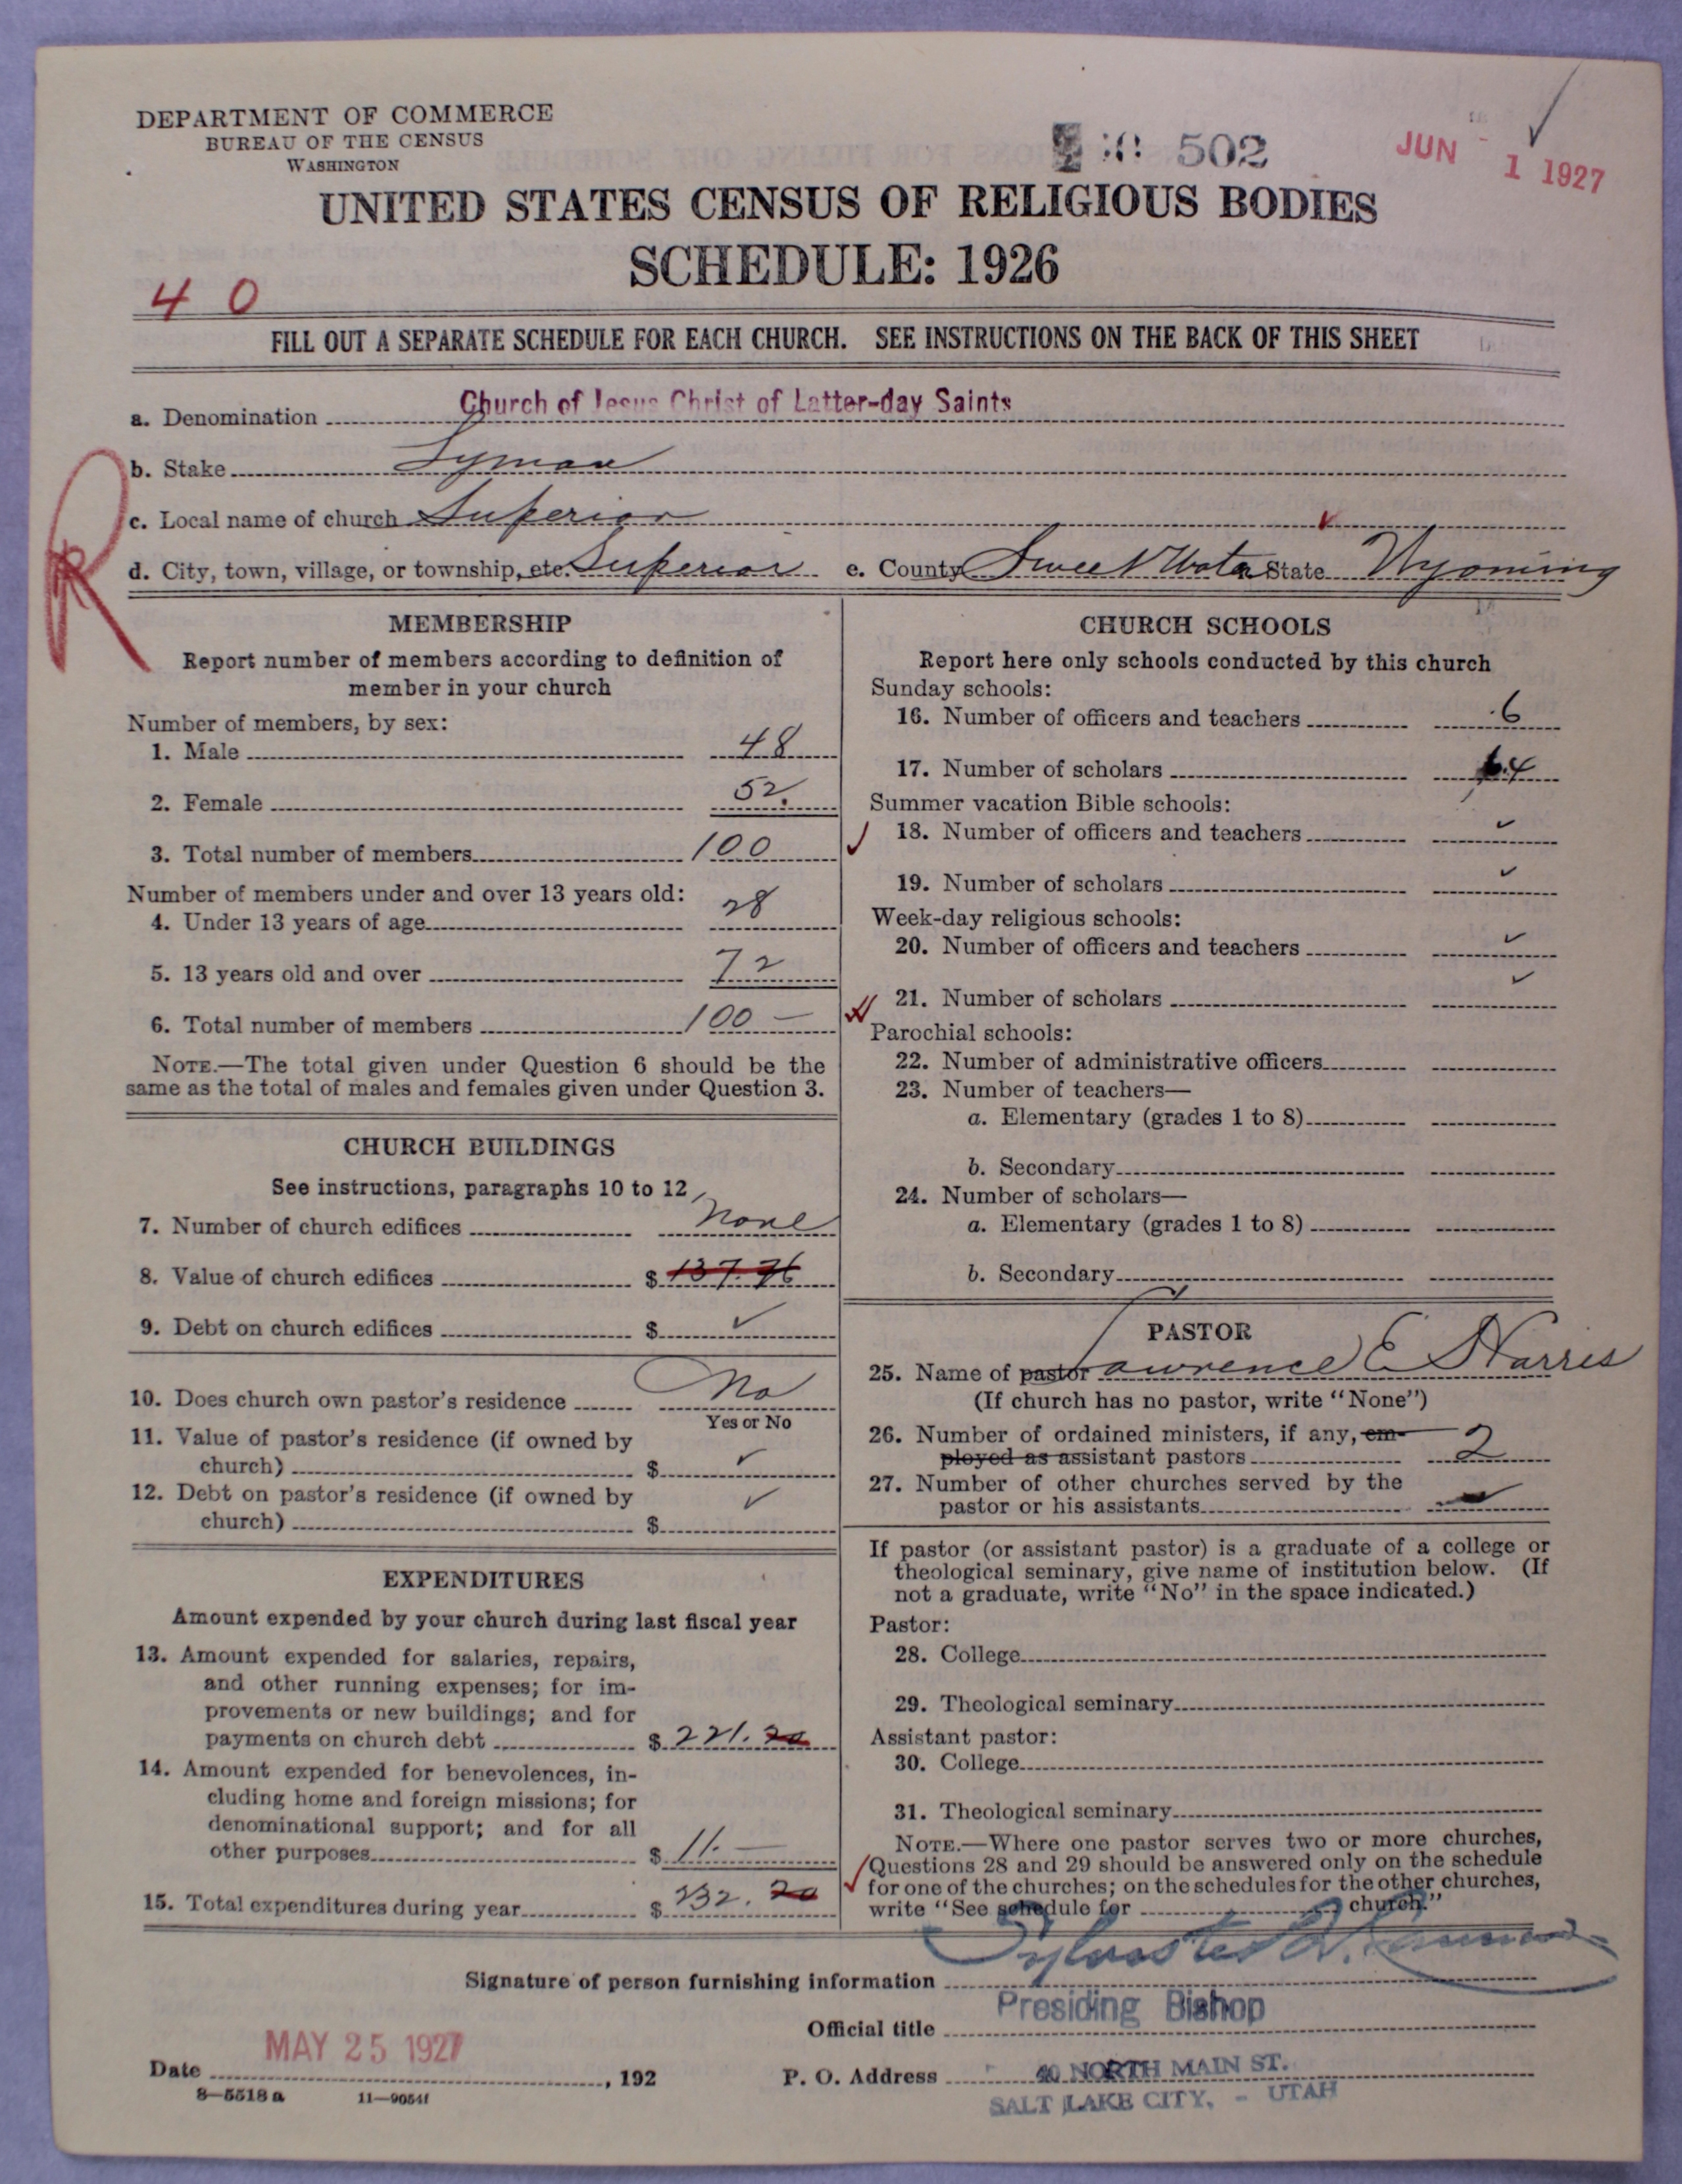 DEPARTMENT OF COMMERCE
BUREAU OF THE CENSUS
WASHINGTON
502
JUN 1 1927
UNITED STATES CENSUS OF RELIGIOUS BODIES
SCHEDULE: 1926
4 0
FILL OUT A SEPARATE SCHEDULE FOR EACH CHURCH. SEE INSTRUCTIONS ON THE BACK OF THIS SHEET
a. Denomination Church of Jesus Christ of Latter-day Saints
R
b. Stake Lyman
c. Local name of church Superior
d. City, town, village, or township, etc. Superior e. County Sweet Water State Wyoming
MEMBERSHIP
Report number of members according to definition of
member in your church
Number of members, by sex:
1. Male 48
2. Female 52.
3. Total number of members 100
Number of members under and over 13 years old:
4. Under 13 years of age 28
5. 13 years old and over 72
6. Total number of members 100 —
NOTE.—The total given under Question 6 should be the
same as the total of males and females given under Question 3.
CHURCH BUILDINGS
See instructions, paragraphs 10 to 12
7. Number of church edifices none
8. Value of church edifices $ 137.76
9. Debt on church edifices $ ✓
10. Does church own pastor's residence No
Yes or No
11. Value of pastor's residence (if owned by
church) $ ✓
12. Debt on pastor's residence (if owned by
church) $ ✓
EXPENDITURES
Amount expended by your church during last fiscal year
13. Amount expended for salaries, repairs,
and other running expenses; for im-
provements or new buildings; and for
payments on church debt $ 221.20
14. Amount expended for benevolences, in-
cluding home and foreign missions; for
denominational support; and for all
other purposes $ 11. —
15. Total expenditures during year $ 232.20
CHURCH SCHOOLS
Report here only schools conducted by this church
Sunday schools:
16. Number of officers and teachers 6
17. Number of scholars 64
Summer vacation Bible schools:
18. Number of officers and teachers ✓
19. Number of scholars ✓
Week-day religious schools:
20. Number of officers and teachers ✓
21. Number of scholars ✓
Parochial schools:
22. Number of administrative officers
23. Number of teachers—
a. Elementary (grades 1 to 8)
b. Secondary
24. Number of scholars—
a. Elementary (grades 1 to 8)
b. Secondary
PASTOR
25. Name of pastor Lawrence E Harris
(If church has no pastor, write "None")
26. Number of ordained ministers, if any, em-
ployed as assistant pastors 2
27. Number of other churches served by the
pastor or his assistants
If pastor (or assistant pastor) is a graduate of a college or
theological seminary, give name of institution below. (If
not a graduate, write "No" in the space indicated.)
Pastor:
28. College
29. Theological seminary
Assistant pastor:
30. College
31. Theological seminary
NOTE.—Where one pastor serves two or more churches,
Questions 28 and 29 should be answered only on the schedule
for one of the churches; on the schedules for the other churches,
write "See schedule for church."
Signature of person furnishing information Sylvester Q. Cannon
Official title Presiding Bishop
Date MAY 25 1927, 192
P. O. Address 40 NORTH MAIN ST.
SALT LAKE CITY, - UTAH
8—5518 a 11—9054f